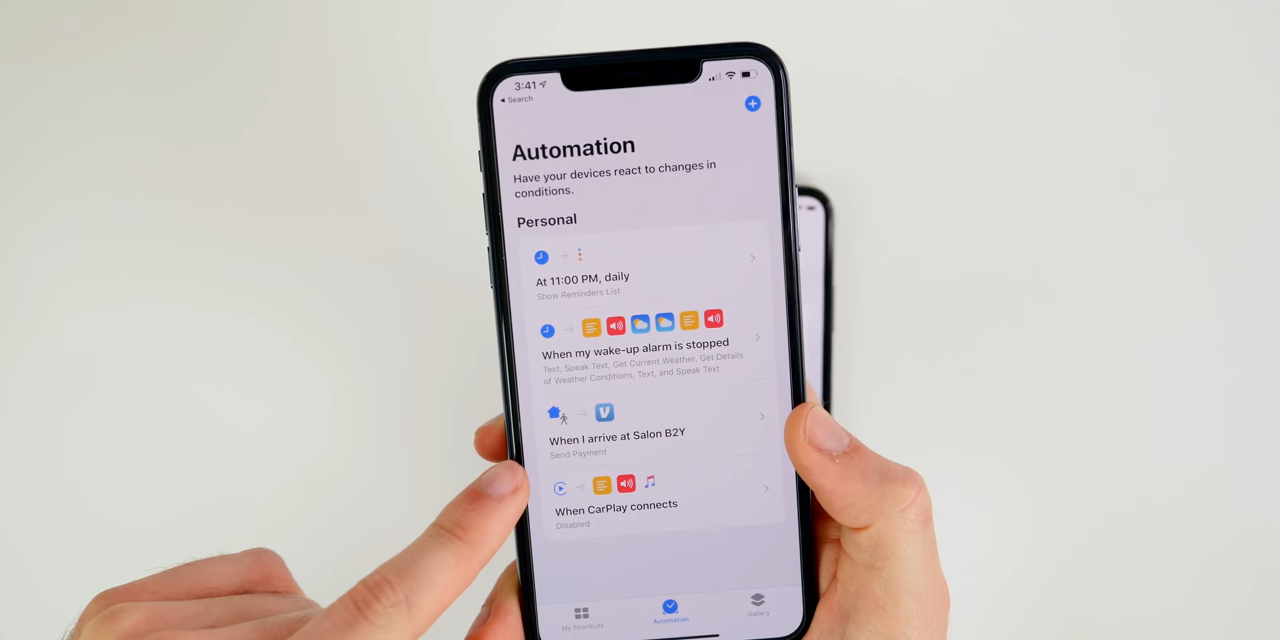 3:41
◀ Search
Automation
Have your devices react to changes in
conditions.
Personal
At 11:00 PM, daily
Show Reminders List
When my wake-up alarm is stopped
Text, Speak Text, Get Current Weather, Get Details
of Weather Conditions, Text, and Speak Text
When I arrive at Salon B2Y
Send Payment
When CarPlay connects
Disabled
My Shortcuts
Automation
Gallery